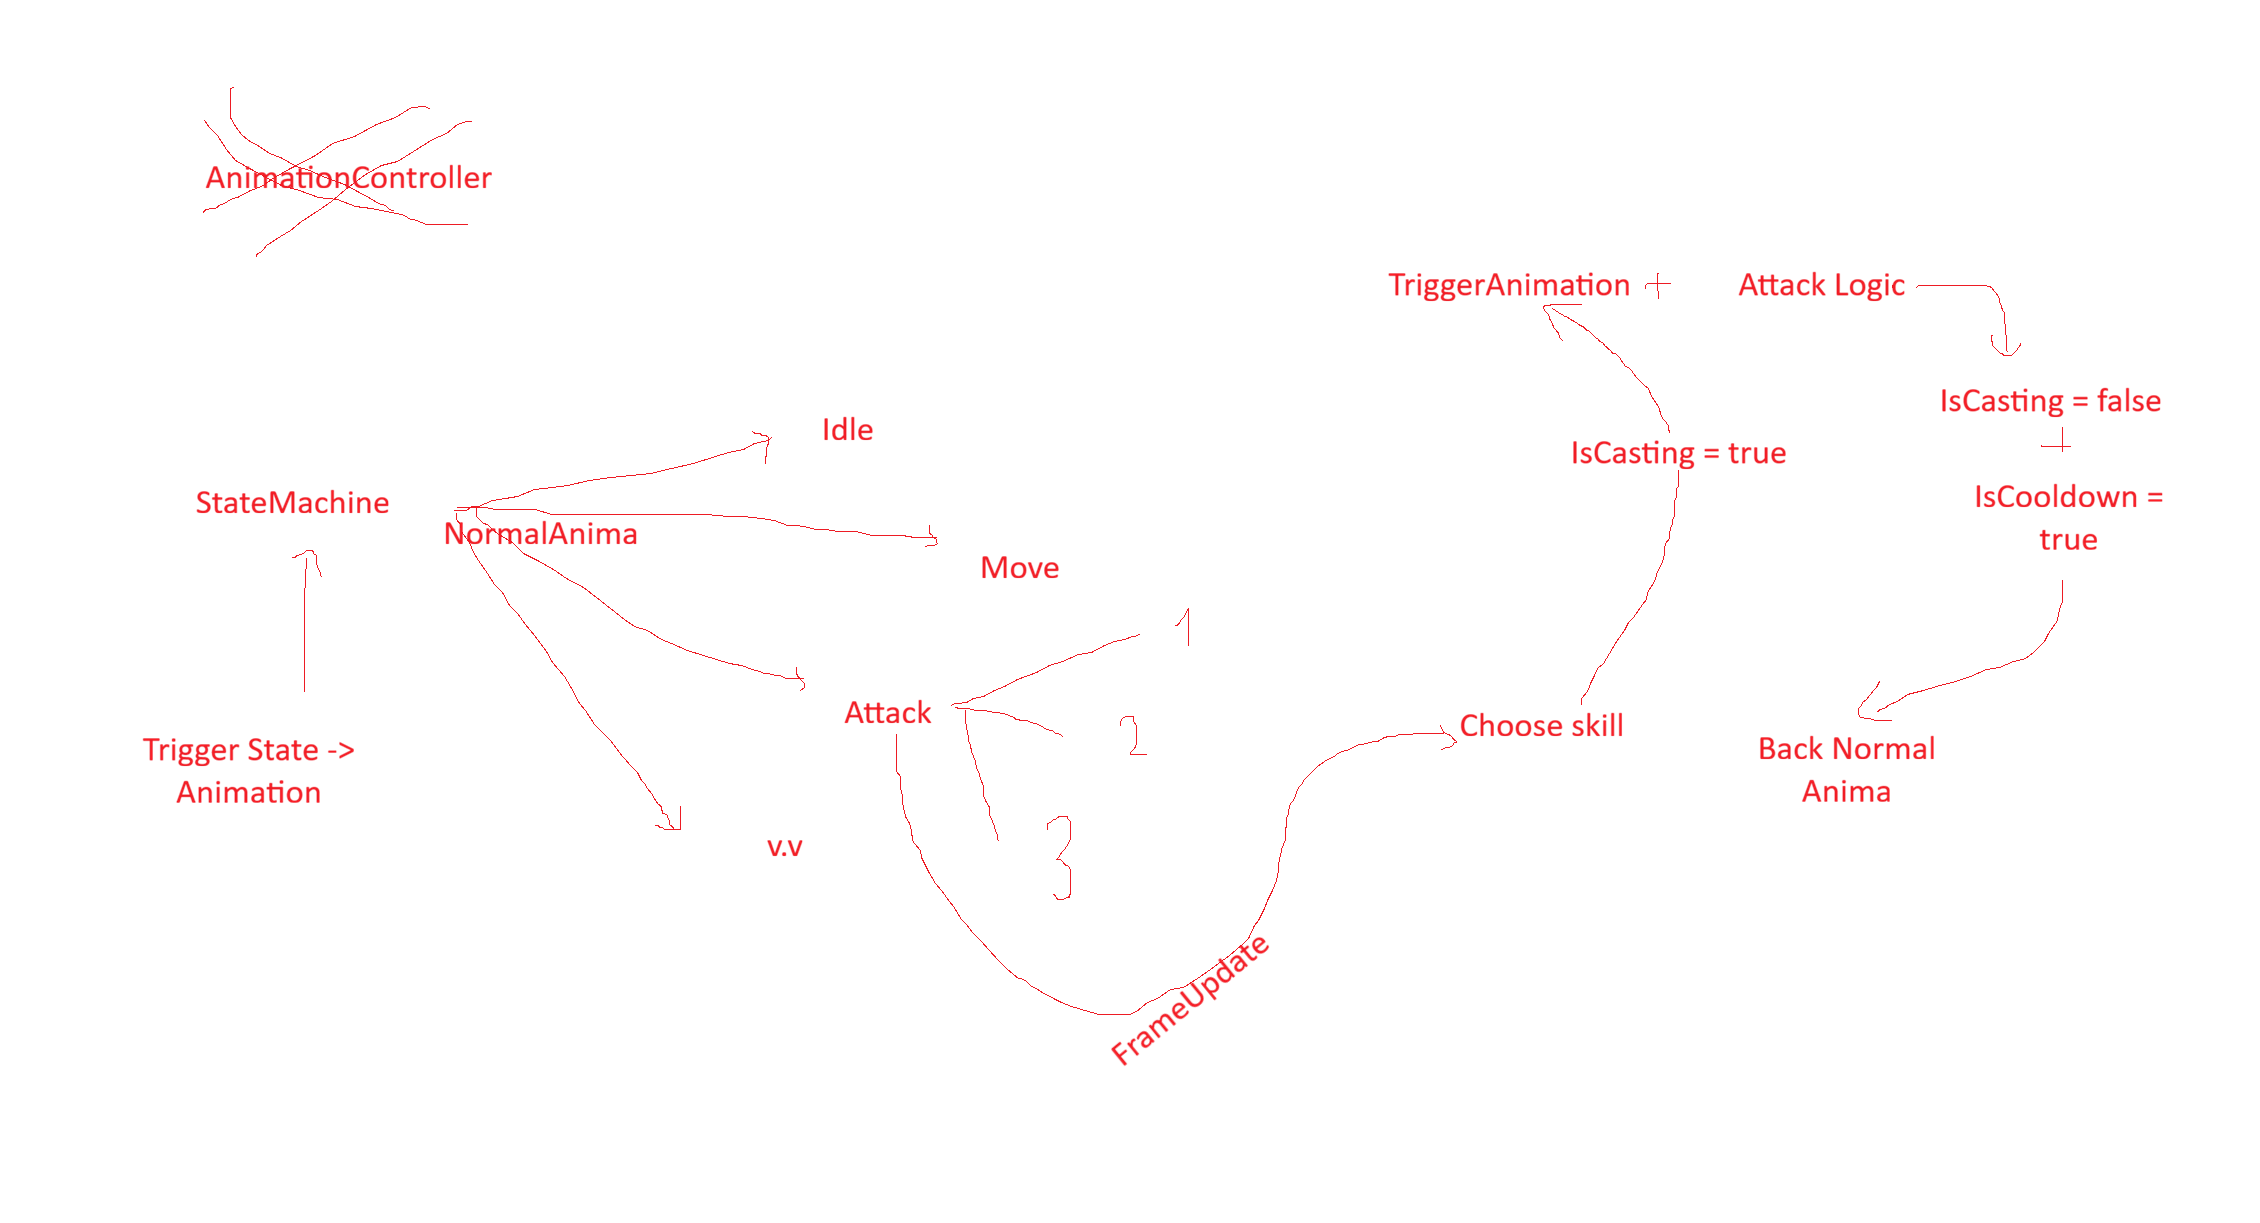 AnimationController
TriggerAnimation +
Attack Logic
IsCasting = false
+
IsCooldown =
true
IsCasting = true
Idle
StateMachine
NormalAnima
Move
1
Attack
2
3
v.v
Choose skill
Back Normal
Anima
Trigger State ->
Animation
FrameUpdate